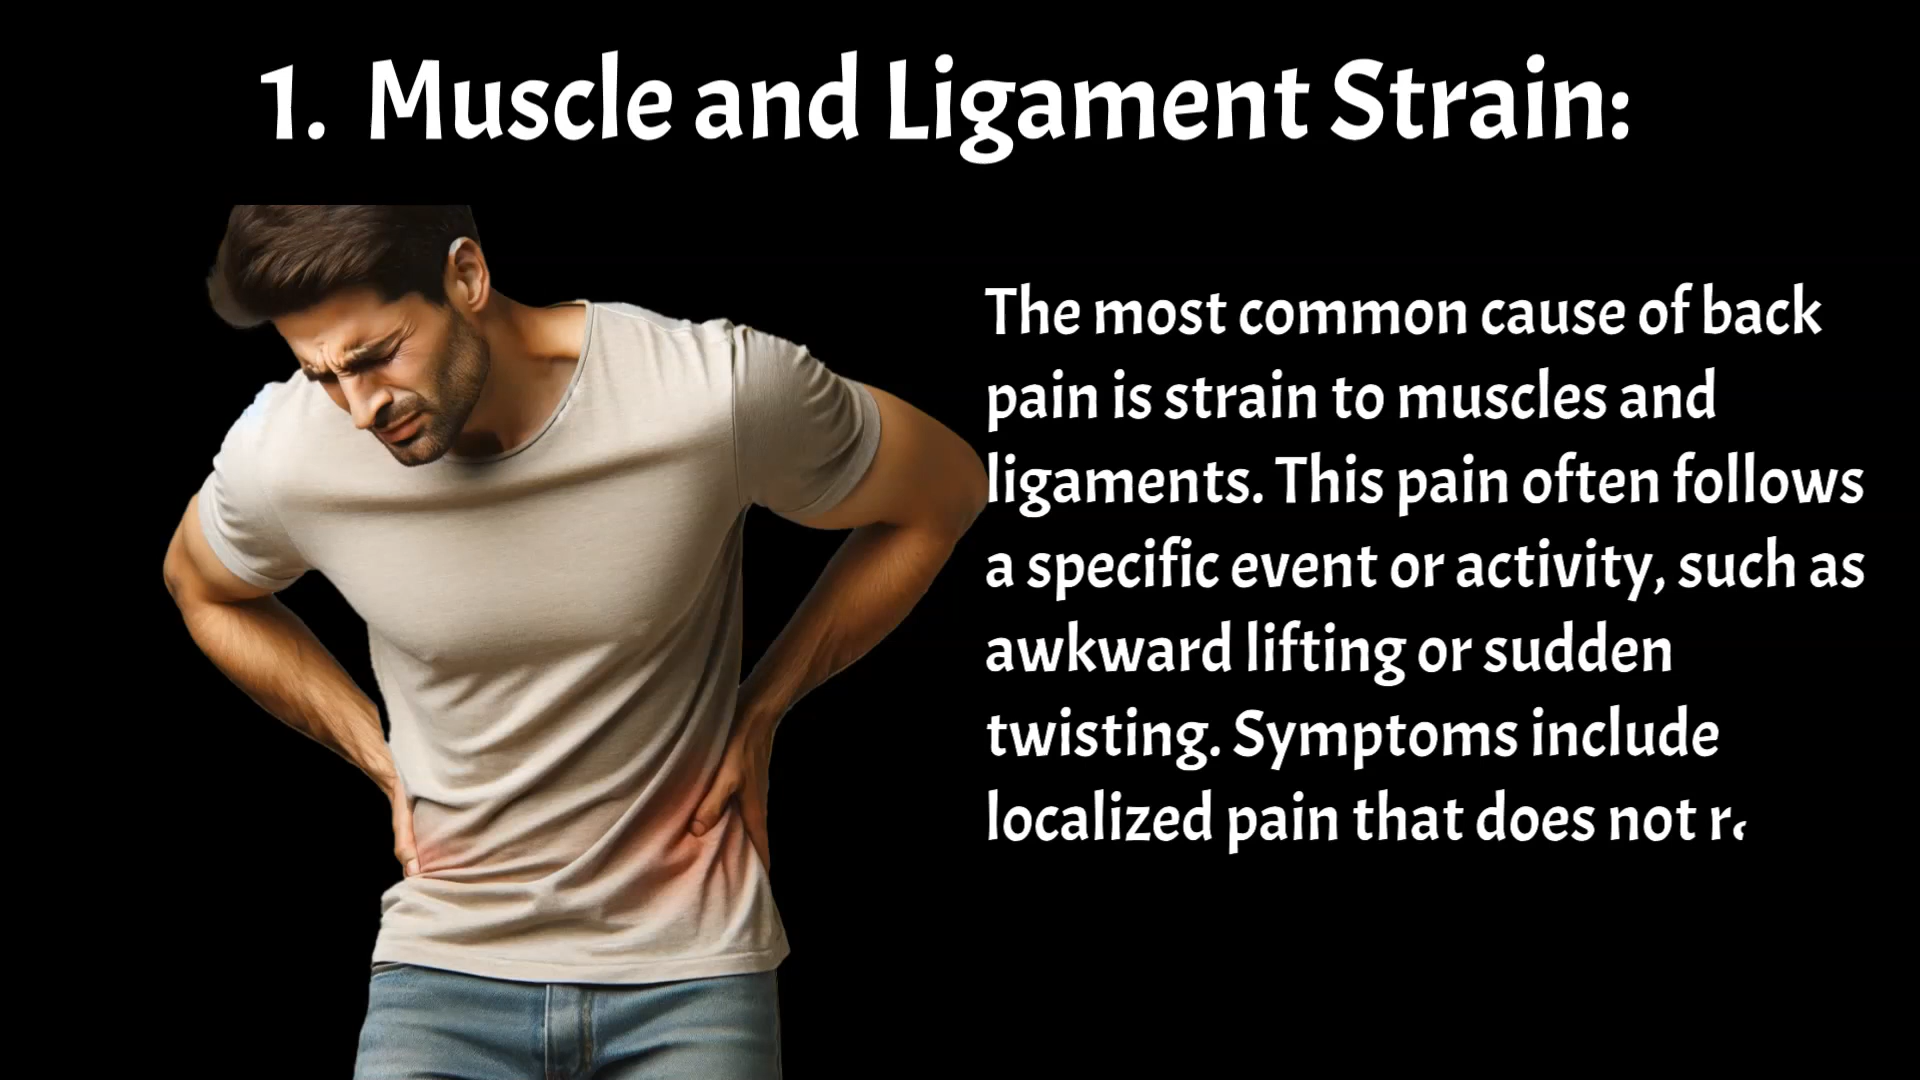 1. Muscle and Ligament Strain:
The most common cause of back
pain is strain to muscles and
ligaments. This pain often follows
a specific event or activity, such as
awkward lifting or sudden
twisting. Symptoms include
localized pain that does not